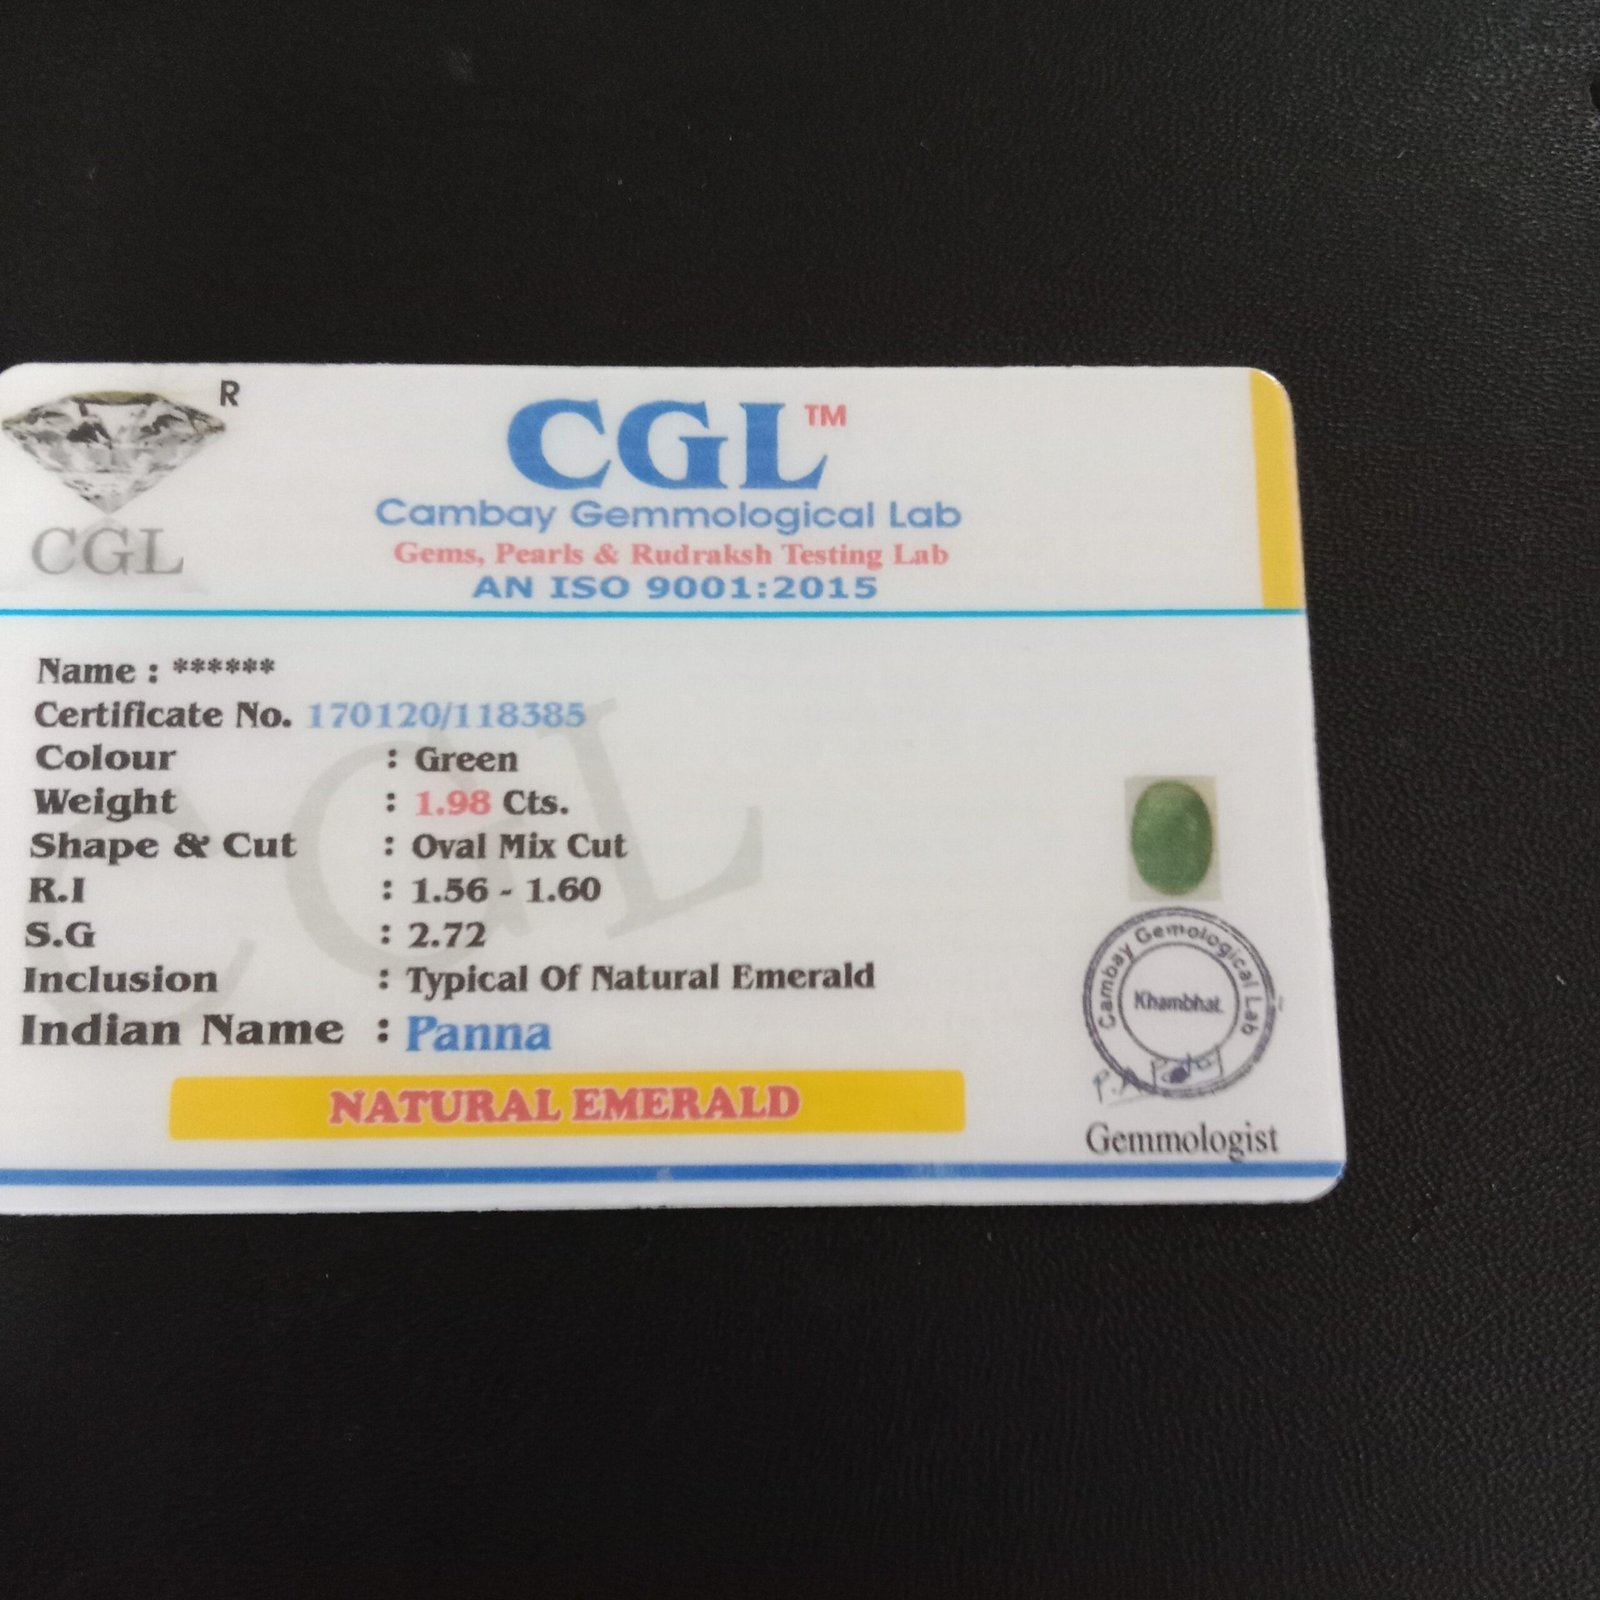 R
CGL™
CGL
Cambay Gemmological Lab
Gems, Pearls & Rudraksh Testing Lab
AN ISO 9001:2015
Name : ******
Certificate No. 170120/118385
Colour : Green
Weight : 1.98 Cts.
Shape & Cut : Oval Mix Cut
R.I : 1.56 - 1.60
S.G : 2.72
Inclusion : Typical Of Natural Emerald
Indian Name : Panna
NATURAL EMERALD
CGL
Cambay Gemological Lab
Khambhat.
Gemmologist